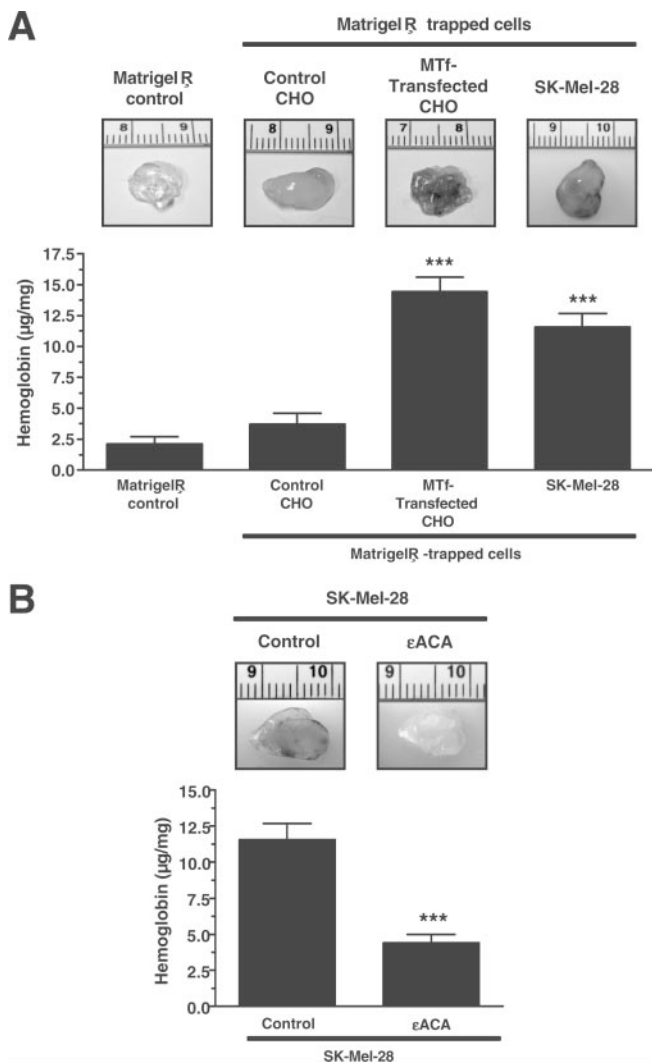 A
MatrigelŖ trapped cells
MatrigelŖ
control
Control
CHO
MTf-
Transfected
CHO
SK-Mel-28
8 9
8 9
7 8
9 10
Hemoglobin (µg/mg)
17.5
15.0
12.5
10.0
7.5
5.0
2.5
0.0
***
***
MatrigelŖ
control
Control
CHO
MTf-
Transfected
CHO
SK-Mel-28
MatrigelŖ -trapped cells
B
SK-Mel-28
Control
εACA
9 10
9 10
Hemoglobin (µg/mg)
15.0
12.5
10.0
7.5
5.0
2.5
0.0
***
Control
εACA
SK-Mel-28